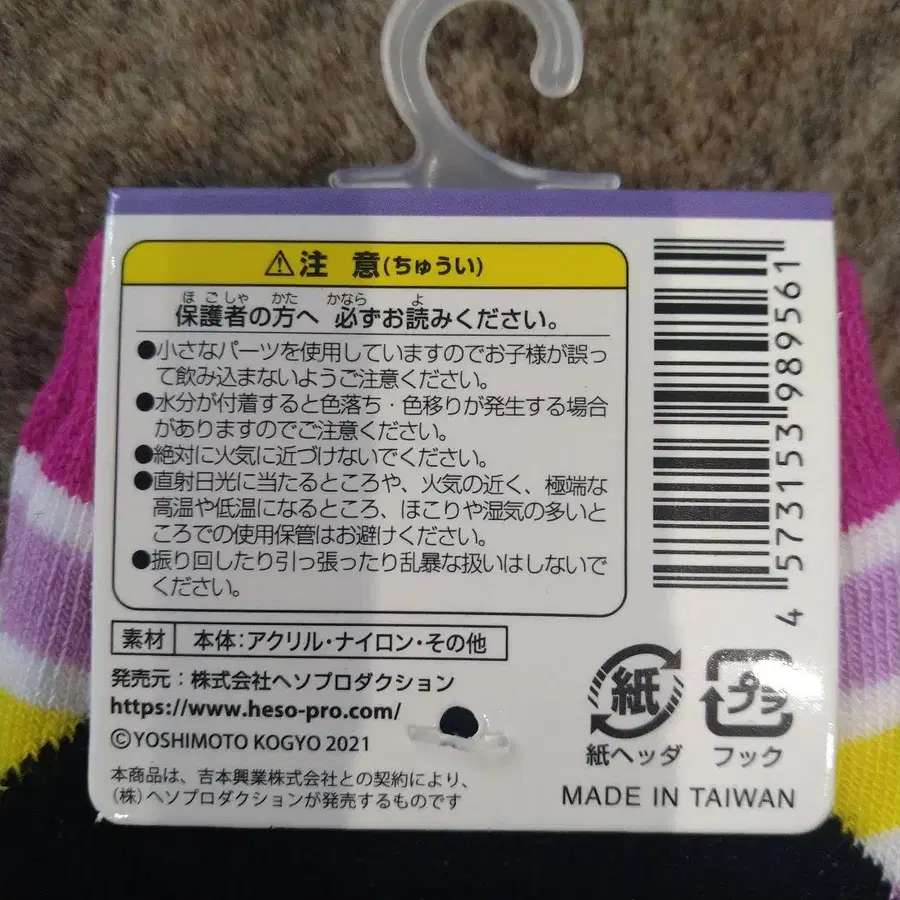 ⚠注 意(ちゅうい)
ほごしゃ かた かなら よ
保護者の方へ 必ずお読みください。
●小さなパーツを使用していますのでお子様が誤っ
て飲み込まないようご注意ください。
●水分が付着すると色落ち・色移りが発生する場合
がありますのでご注意ください。
●絶対に火気に近づけないでください。
●直射日光に当たるところや、火気の近く、極端な
高温や低温になるところ、ほこりや湿気の多いと
ころでの使用保管はお避けください。
●振り回したり引っ張ったり乱暴な扱いはしないで
ください。
素材 本体:アクリル・ナイロン・その他
発売元:株式会社ヘソプロダクション
https://www.heso-pro.com/
©YOSHIMOTO KOGYO 2021
本商品は、吉本興業株式会社との契約により、
(株)ヘソプロダクションが発売するものです
4 573153 989561
紙
紙ヘッダ
プラ
フック
MADE IN TAIWAN